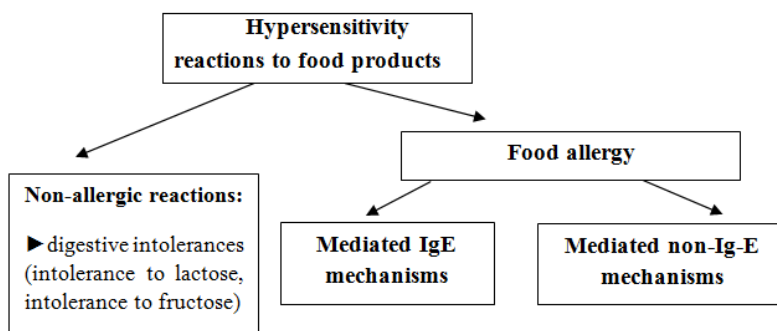 Hypersensitivity
reactions to food products
Food allergy
Non-allergic reactions:
►digestive intolerances
(intolerance to lactose,
intolerance to fructose)
Mediated IgE
mechanisms
Mediated non-Ig-E
mechanisms